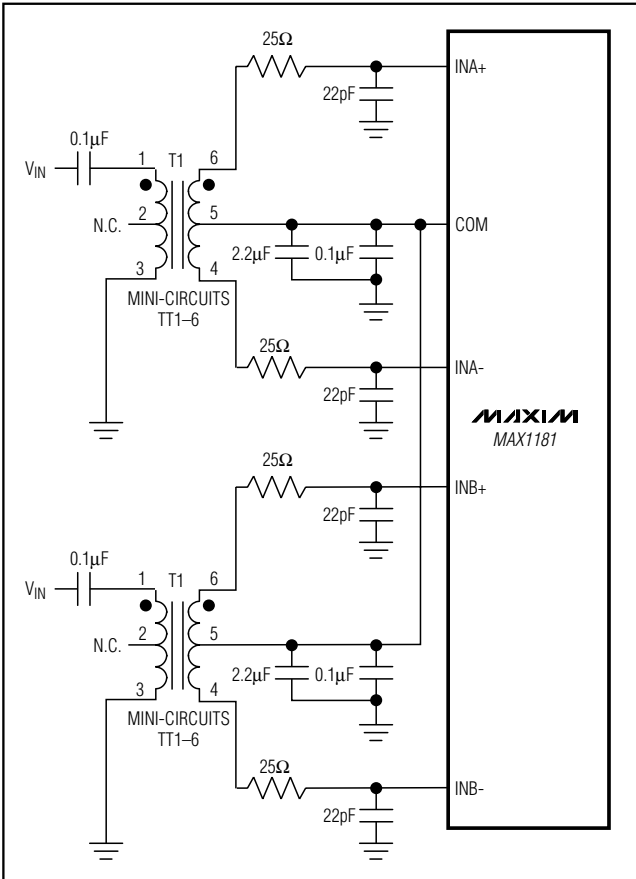 25Ω
INA+
22pF
0.1µF
VIN
1
T1
6
N.C.
2
5
COM
2.2µF
0.1µF
3
4
MINI-CIRCUITS
TT1–6
25Ω
INA-
22pF
MAXIM
MAX1181
25Ω
INB+
22pF
0.1µF
VIN
1
T1
6
N.C.
2
5
2.2µF
0.1µF
3
4
MINI-CIRCUITS
TT1–6
25Ω
INB-
22pF